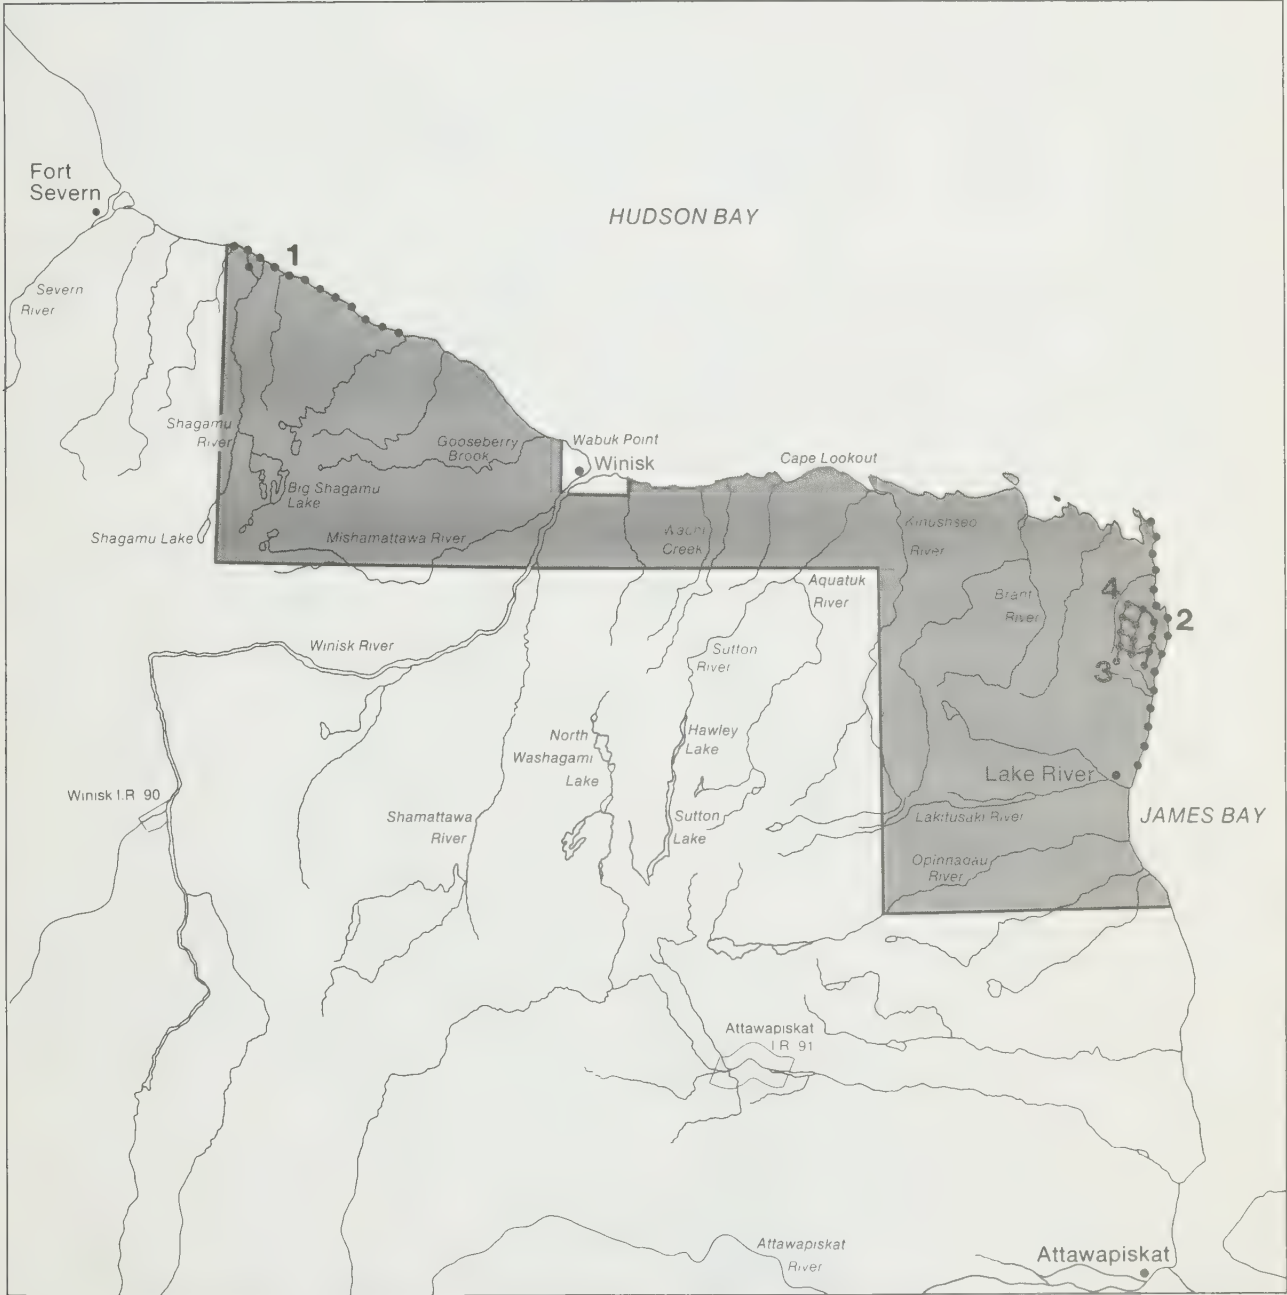 Fort
Severn
HUDSON BAY
1
Severn
River
Shagamu
River
Gooseberry
Brook
Wabuk Point
Winisk
Cape Lookout
Big Shagamu
Lake
Shagamu Lake
Mishamattawa River
Creek
River
Aquatuk
River
Brant
River
4
2
3
Winisk River
Sutton
River
North
Washagami
Lake
Hawley
Lake
Lake River
Winisk I.R 90
Shamattawa
River
Sutton
Lake
Lakitusaki River
JAMES BAY
Opinnagau
River
Attawapiskat
I R 91
Attawapiskat
River
Attawapiskat